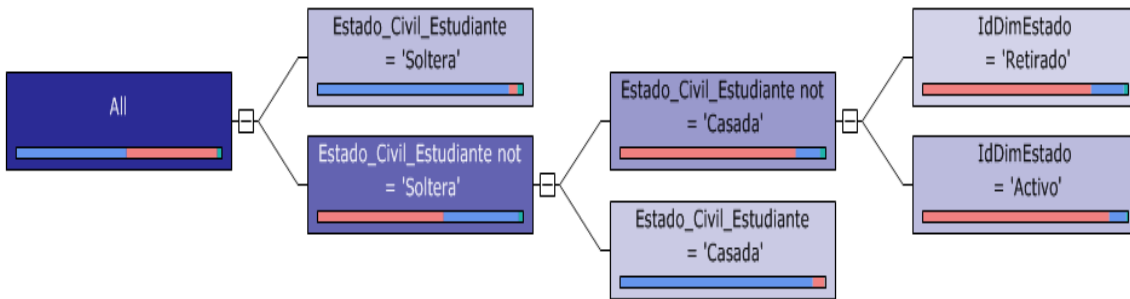 All
Estado_Civil_Estudiante
= 'Soltera'
Estado_Civil_Estudiante not
= 'Soltera'
Estado_Civil_Estudiante not
= 'Casada'
Estado_Civil_Estudiante
= 'Casada'
IdDimEstado
= 'Retirado'
IdDimEstado
= 'Activo'